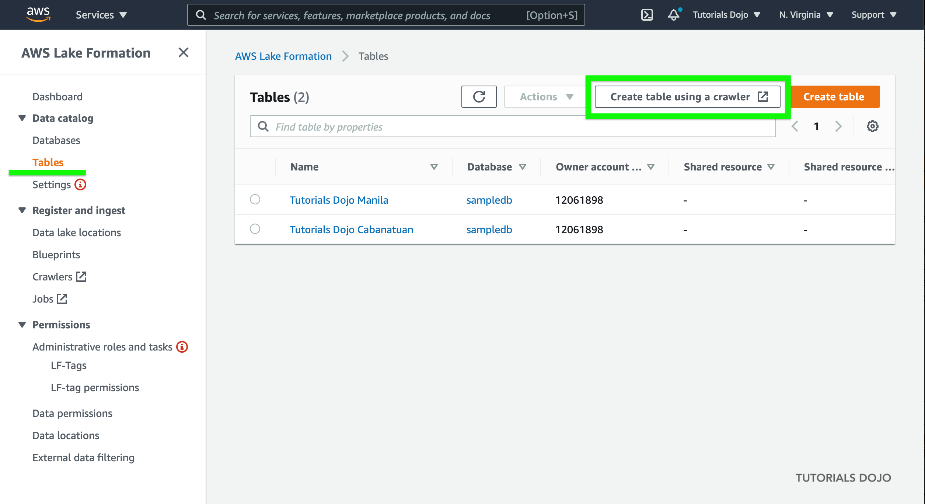 aws
Services
Search for services, features, marketplace products, and docs [Option+S]
Tutorials Dojo
N. Virginia
Support
AWS Lake Formation
Dashboard
Data catalog
Databases
Tables
Settings
Register and ingest
Data lake locations
Blueprints
Crawlers
Jobs
Permissions
Administrative roles and tasks
LF-Tags
LF-tag permissions
Data permissions
Data locations
External data filtering
AWS Lake Formation > Tables
Tables (2)
Actions
Create table using a crawler
Create table
Find table by properties
1
Name Database Owner account ... Shared resource Shared resource ...
Tutorials Dojo Manila sampledb 12061898 - -
Tutorials Dojo Cabanatuan sampledb 12061898 - -
TUTORIALS DOJO